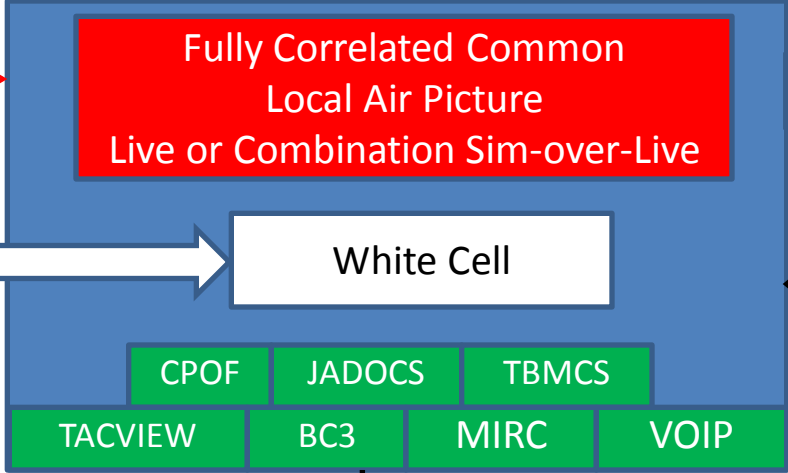 Fully Correlated Common
Local Air Picture
Live or Combination Sim-over-Live
White Cell
CPOF JADOCS TBMCS
TACVIEW BC3 MIRC VOIP